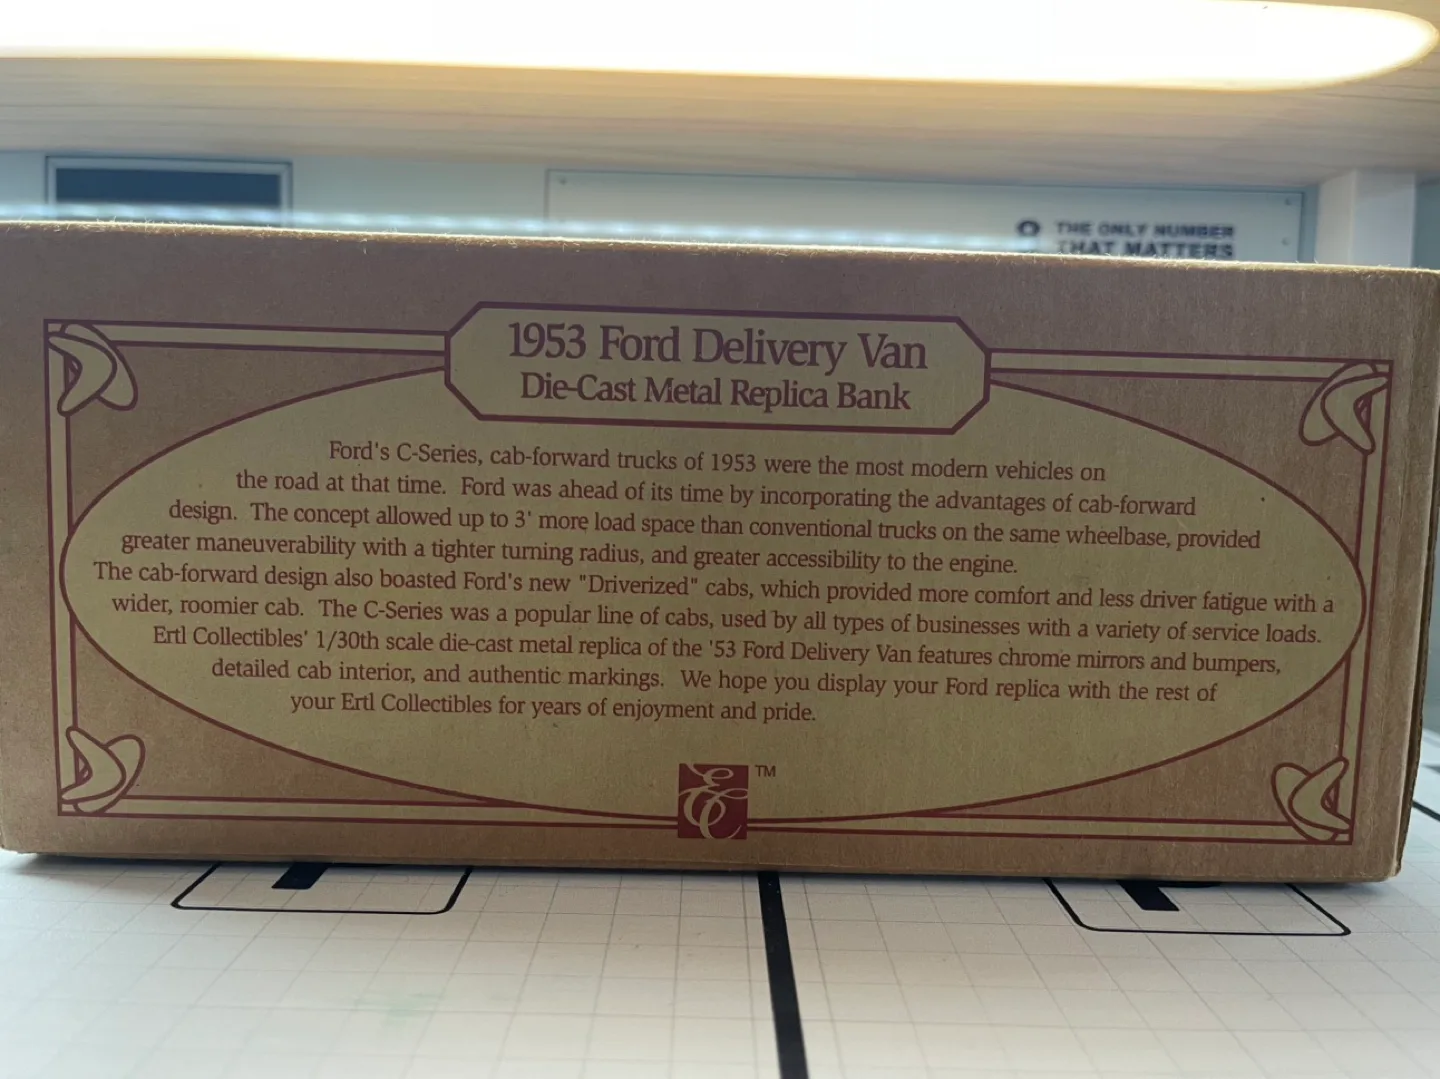 THE ONLY NUMBER
THAT MATTERS
1953 Ford Delivery Van
Die-Cast Metal Replica Bank
Ford's C-Series, cab-forward trucks of 1953 were the most modern vehicles on
the road at that time. Ford was ahead of its time by incorporating the advantages of cab-forward
design. The concept allowed up to 3' more load space than conventional trucks on the same wheelbase, provided
greater maneuverability with a tighter turning radius, and greater accessibility to the engine.
The cab-forward design also boasted Ford's new "Driverized" cabs, which provided more comfort and less driver fatigue with a
wider, roomier cab. The C-Series was a popular line of cabs, used by all types of businesses with a variety of service loads.
Ertl Collectibles' 1/30th scale die-cast metal replica of the '53 Ford Delivery Van features chrome mirrors and bumpers,
detailed cab interior, and authentic markings. We hope you display your Ford replica with the rest of
your Ertl Collectibles for years of enjoyment and pride.
EC TM